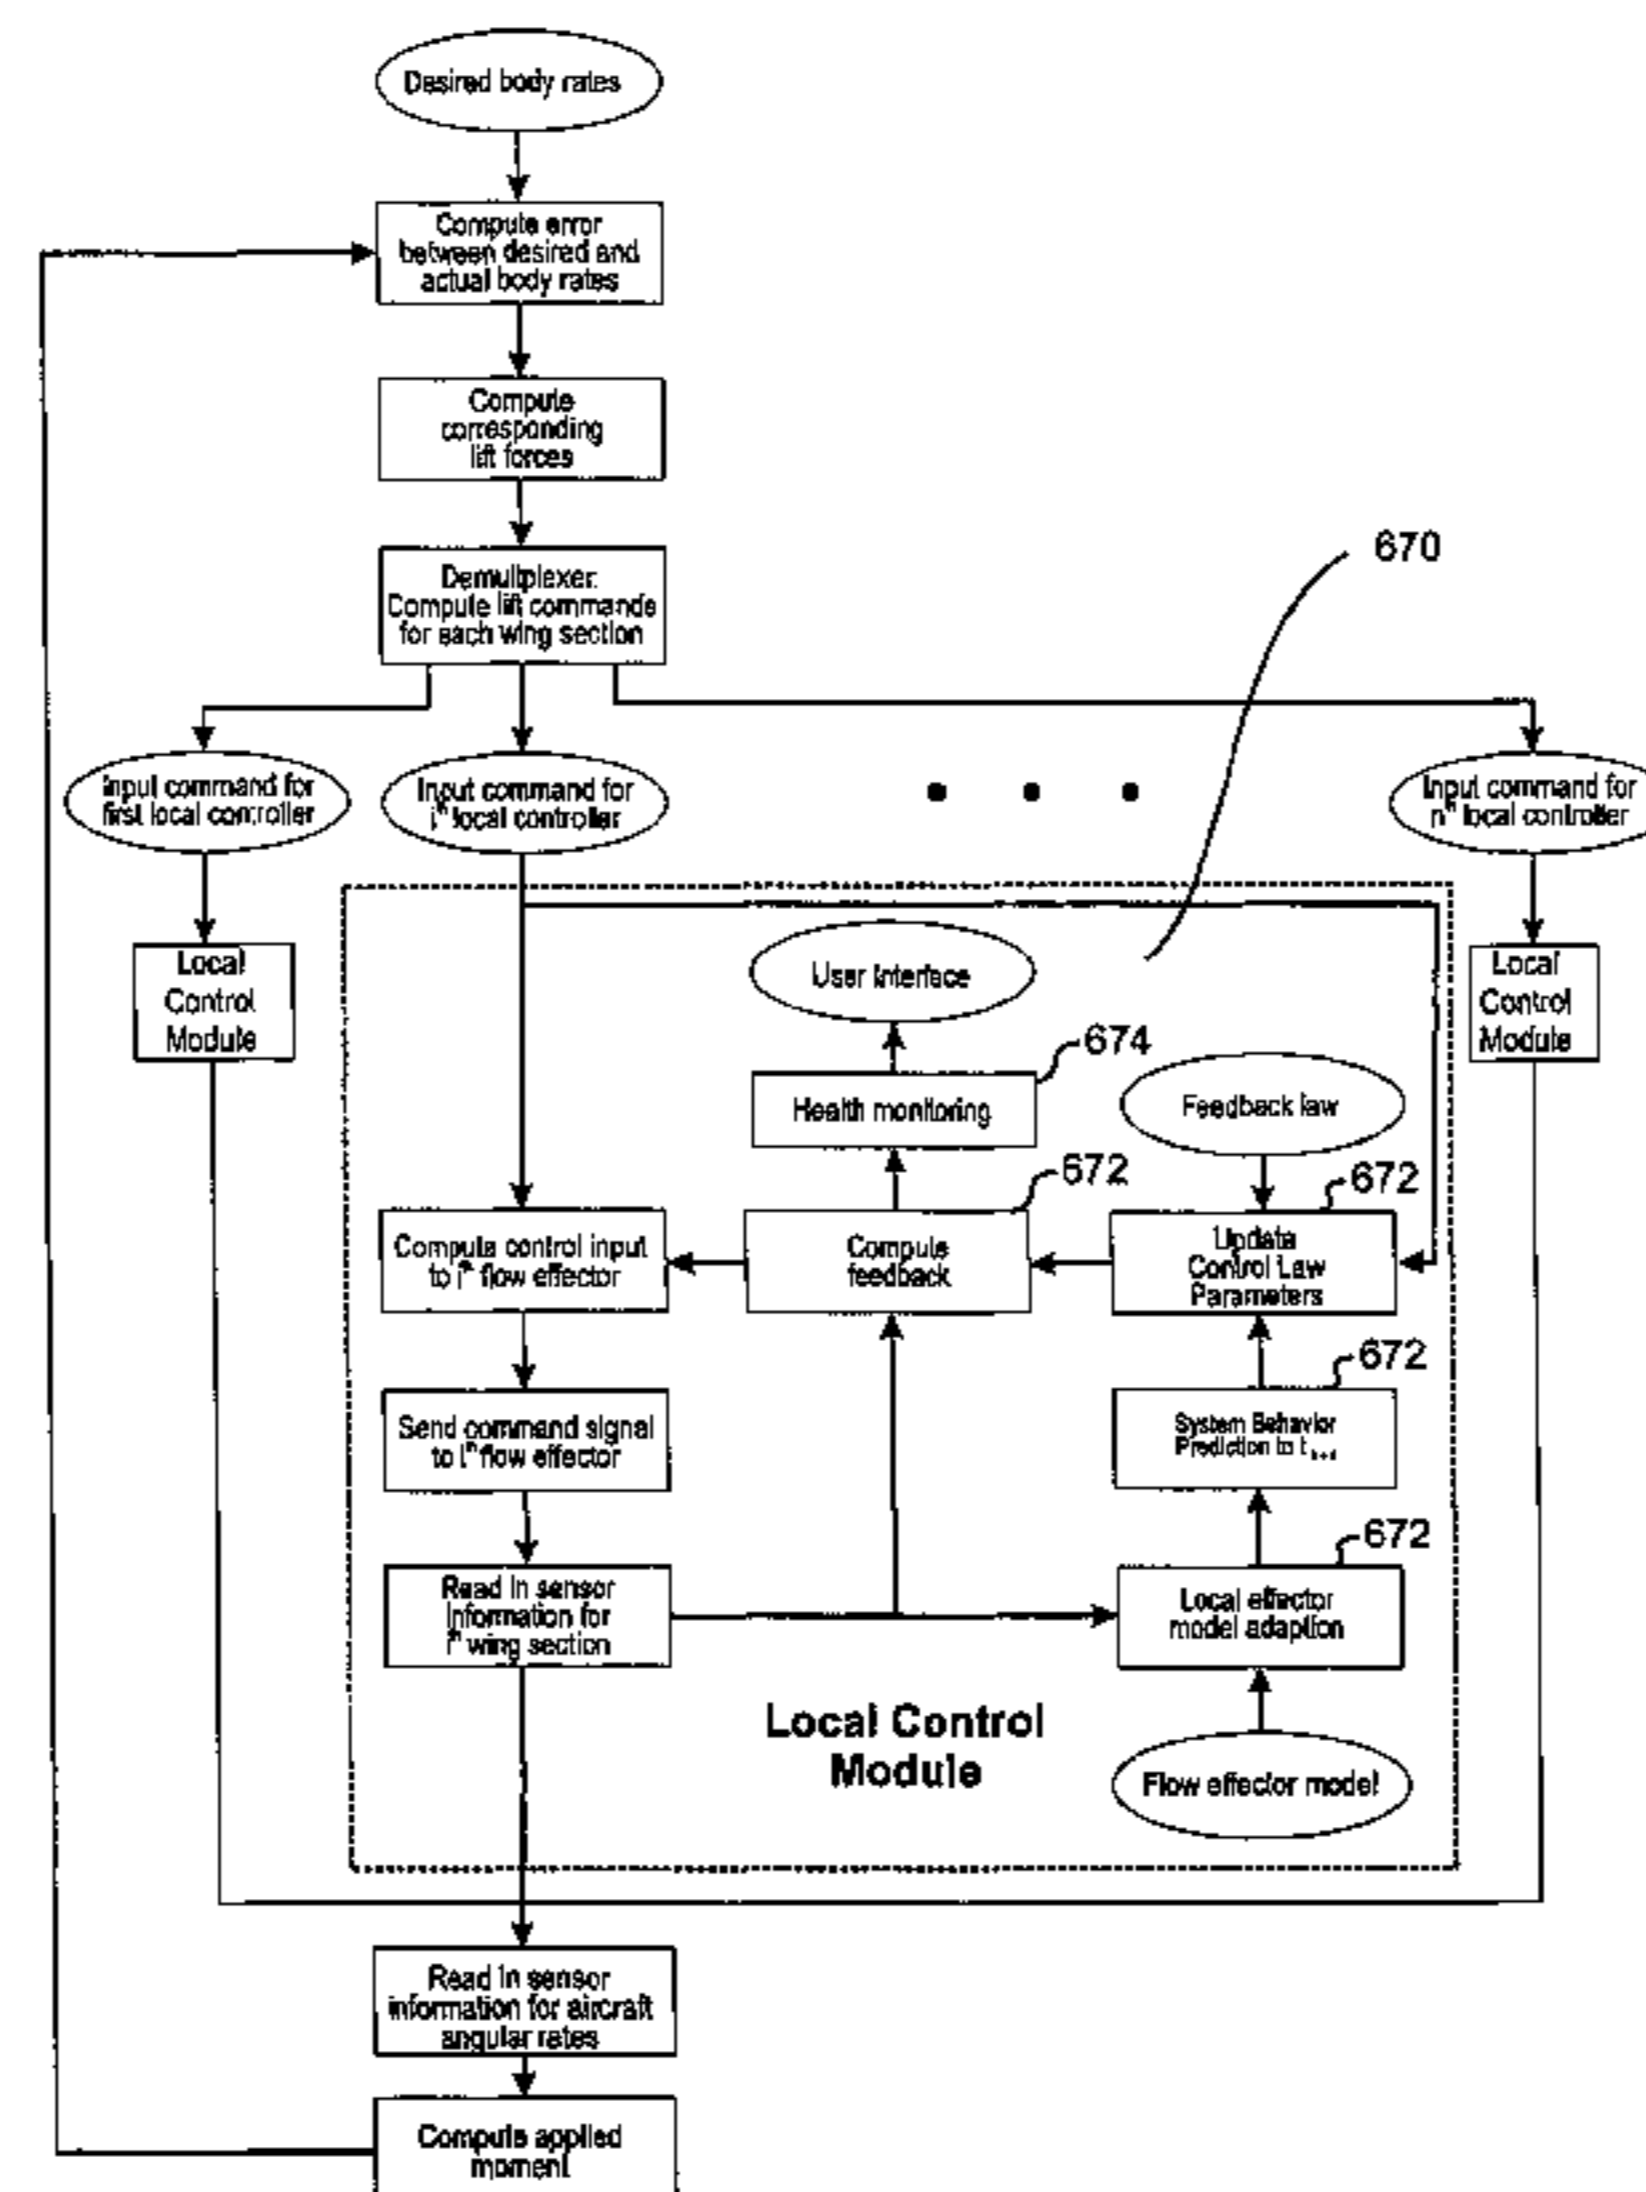 Desired body rates
Compute error
between desired and
actual body rates
Compute
corresponding
lift forces
670
Demultiplexer:
Compute lift commands
for each wing section
Input command for
first local controller
Input command for
i^th local controller
Input command for
n^th local controller
Local
Control
Module
User Interface
Local
Control
Module
674
Health monitoring
Feedback law
672
672
Compute control input
to i^th flow effector
Compute
feedback
Update
Control Law
Parameters
672
Send command signal
to i^th flow effector
System Behavior
Prediction to t
672
Read in sensor
information for
i^th wing section
Local effector
model adaption
Local Control
Module
Flow effector model
Read in sensor
information for aircraft
angular rates
Compute applied
moment